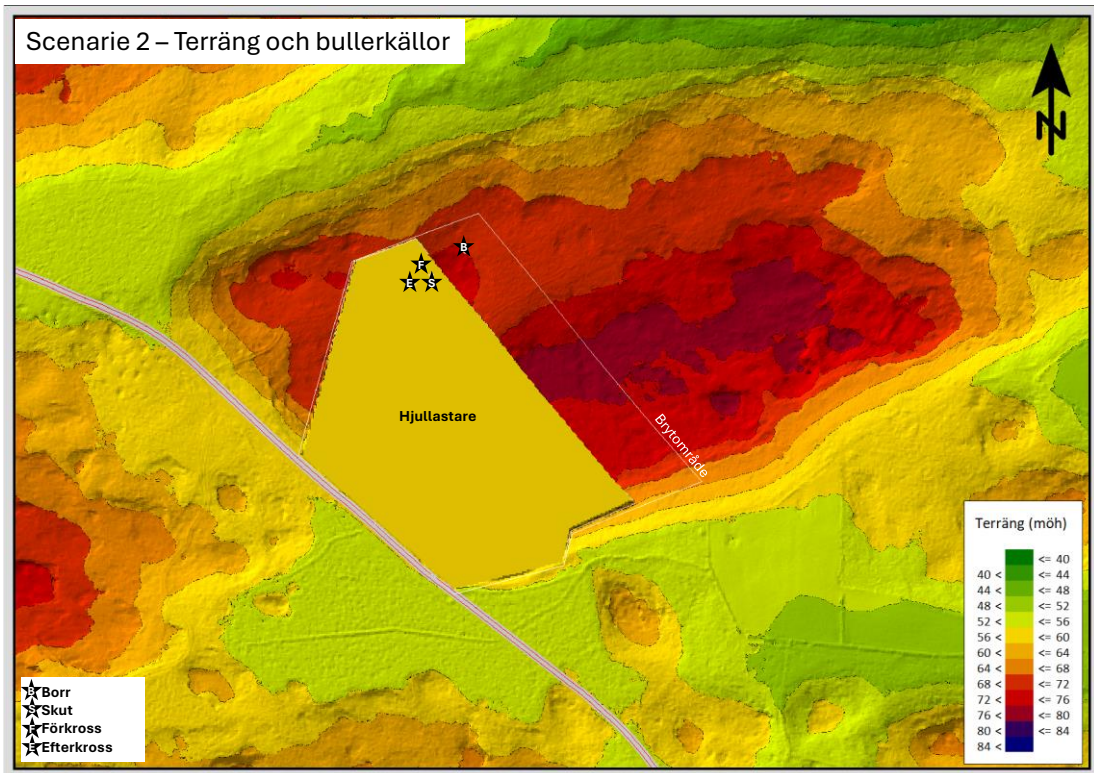 Scenarie 2 – Terräng och bullerkällor
N
B
F
E S
Hjullastare
Brytområde
Terräng (möh)
<= 40
40 < <= 44
44 < <= 48
48 < <= 52
52 < <= 56
56 < <= 60
60 < <= 64
64 < <= 68
68 < <= 72
72 < <= 76
76 < <= 80
80 < <= 84
84 <
B Borr
S Skut
F Förkross
E Efterkross